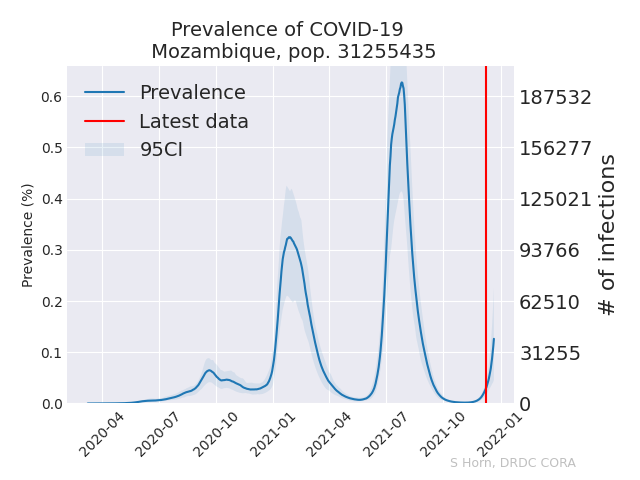 Prevalence of COVID-19
Mozambique, pop. 31255435
Prevalence
Latest data
95CI
Prevalence (%)
0.6
0.5
0.4
0.3
0.2
0.1
0.0
187532
156277
125021
93766
62510
31255
0
# of infections
2020-04
2020-07
2020-10
2021-01
2021-04
2021-07
2021-10
2022-01
S Horn, DRDC CORA